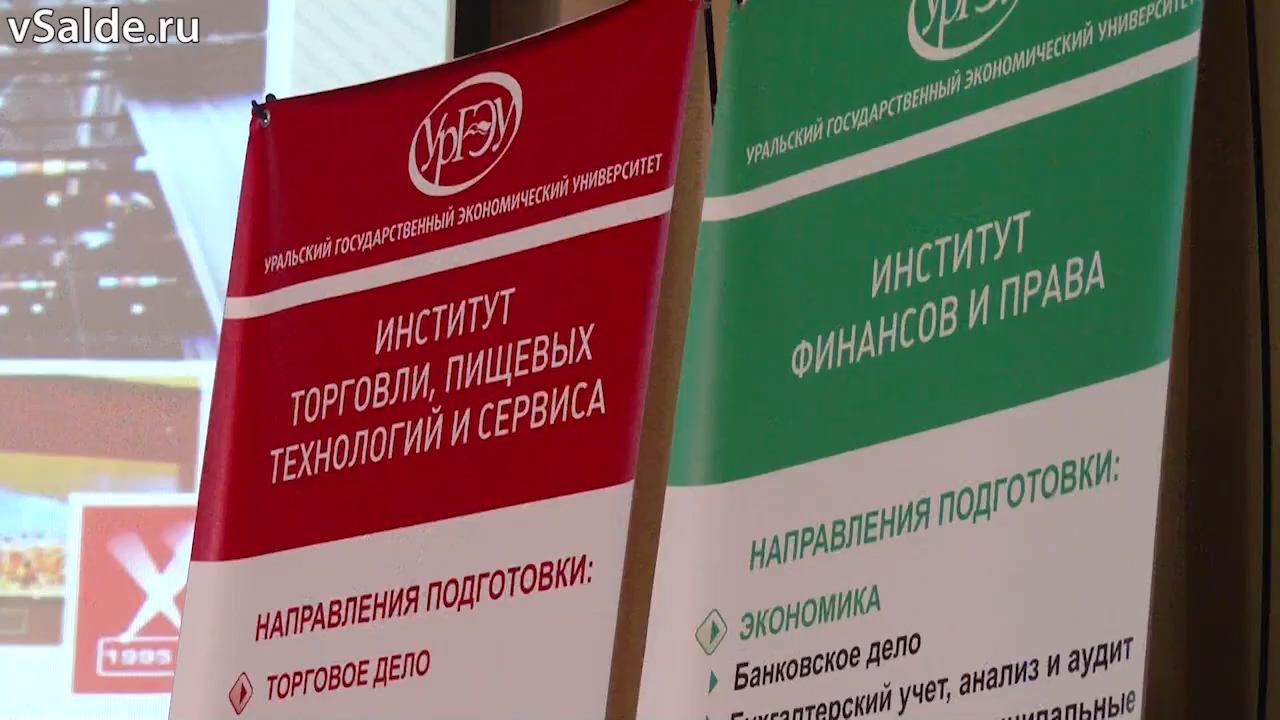 vSalde.ru
УрГЭУ
УРАЛЬСКИЙ ГОСУДАРСТВЕННЫЙ ЭКОНОМИЧЕСКИЙ УНИВЕРСИТЕТ
ИНСТИТУТ
ТОРГОВЛИ, ПИЩЕВЫХ
ТЕХНОЛОГИЙ И СЕРВИСА
НАПРАВЛЕНИЯ ПОДГОТОВКИ:
ТОРГОВОЕ ДЕЛО
УрГЭУ
УРАЛЬСКИЙ ГОСУДАРСТВЕННЫЙ ЭКОНОМИЧЕСКИЙ УНИВЕРСИТЕТ
ИНСТИТУТ
ФИНАНСОВ И ПРАВА
НАПРАВЛЕНИЯ ПОДГОТОВКИ:
ЭКОНОМИКА
Банковское дело
Бухгалтерский учет, анализ и аудит
1995